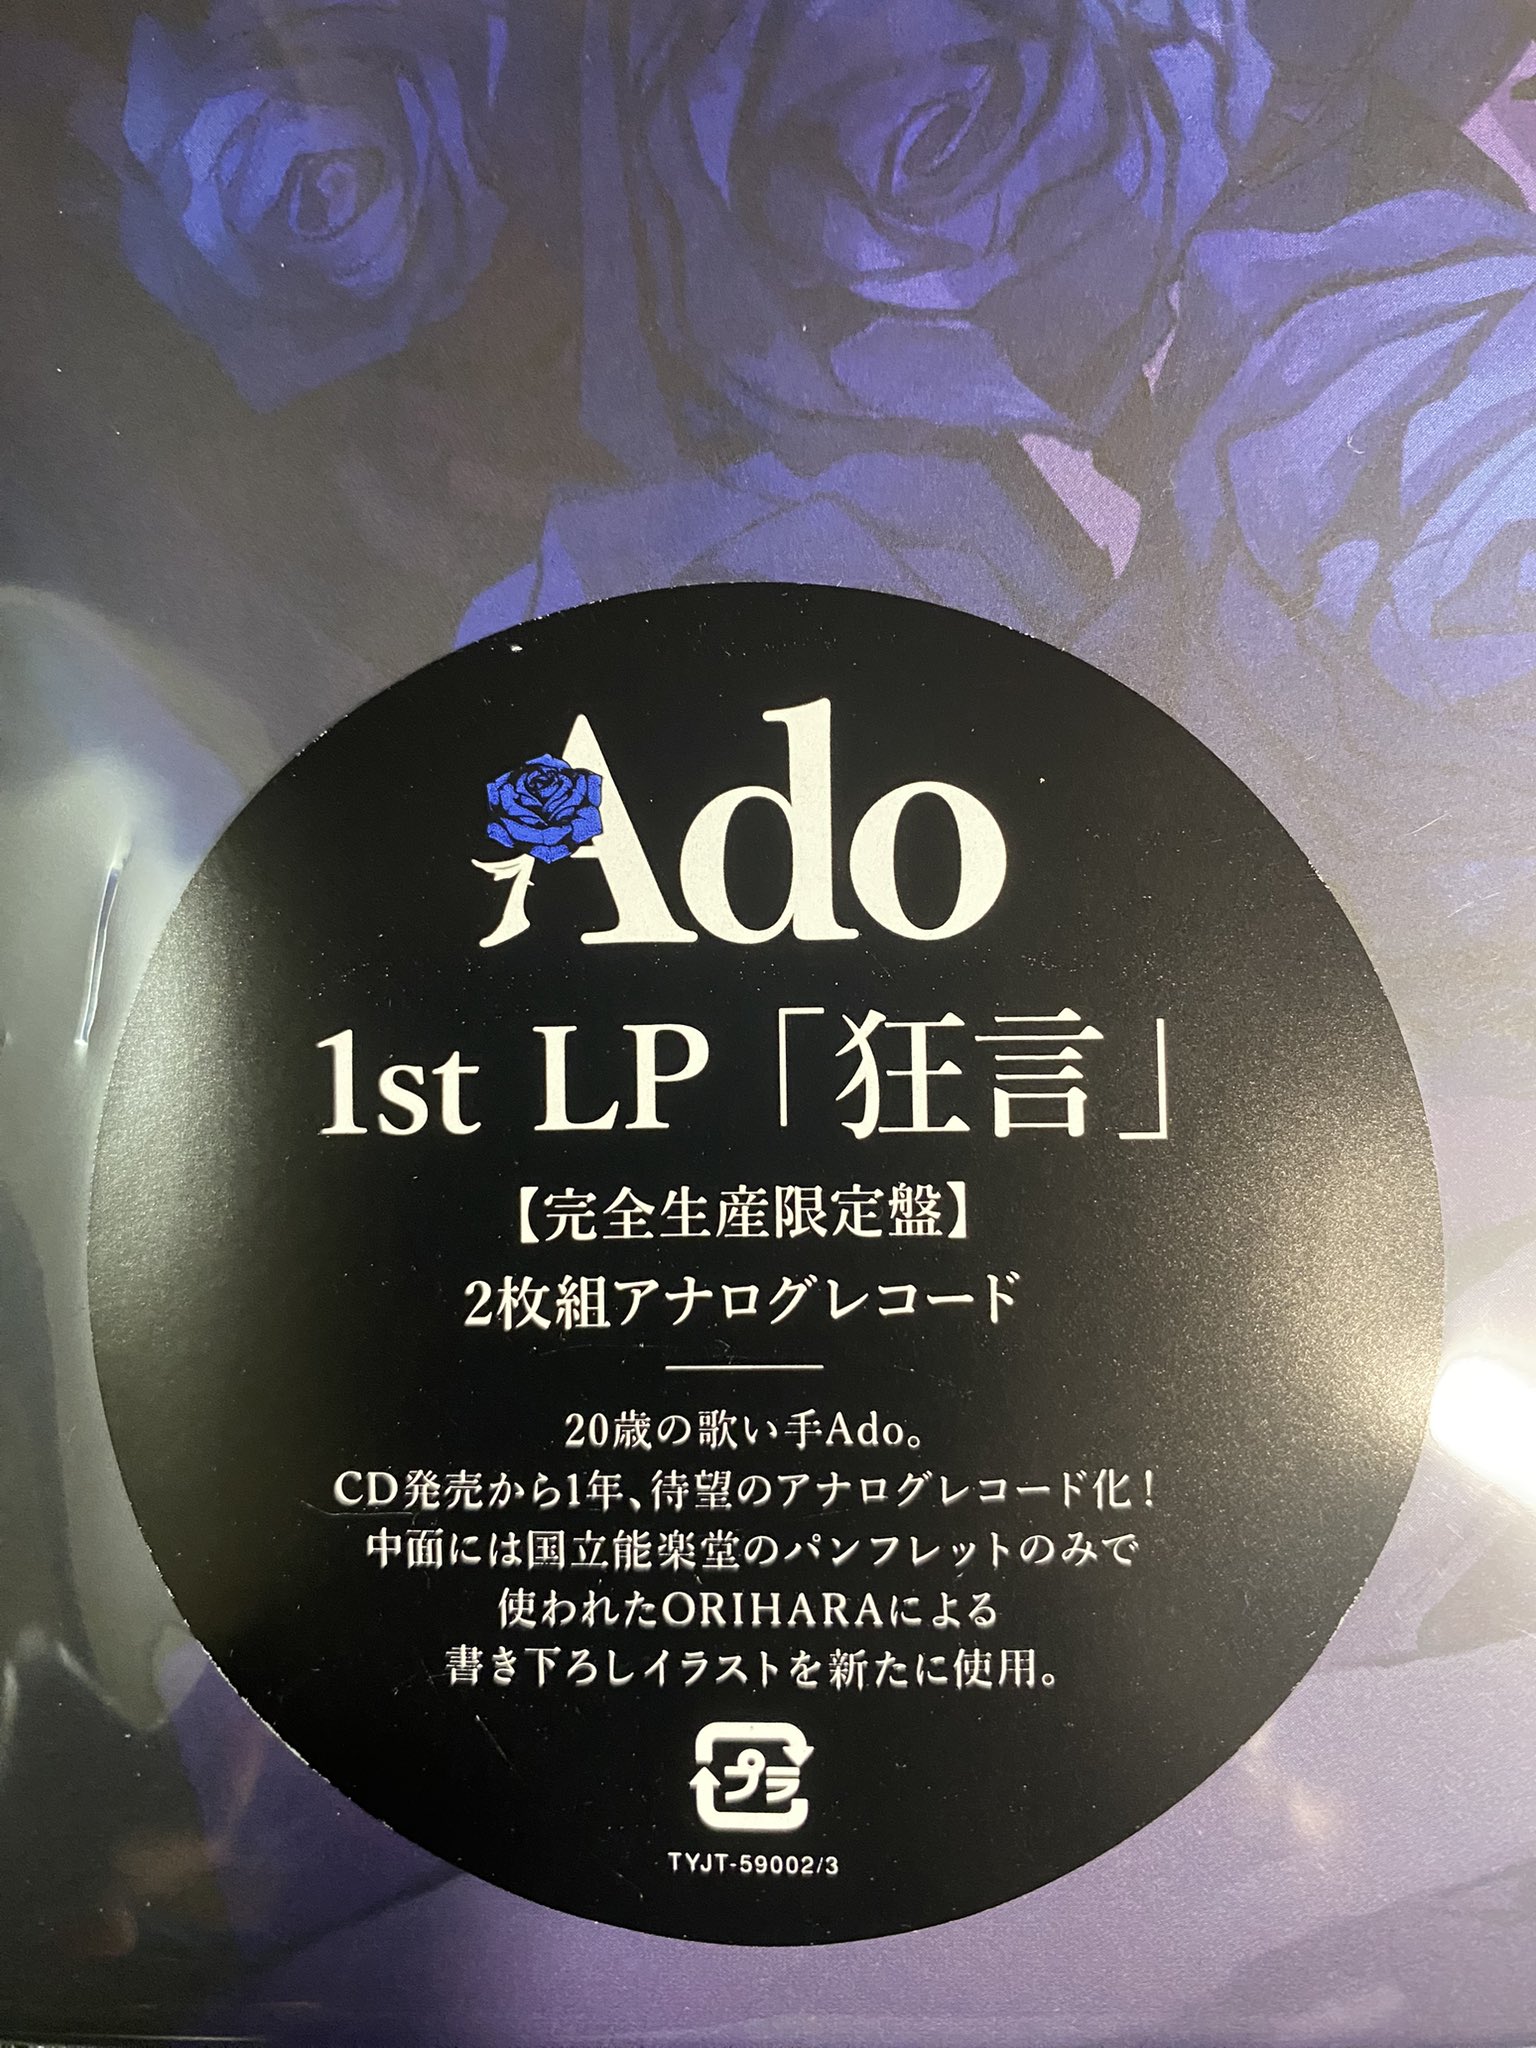 Ado
1st LP「狂言」
【完全生産限定盤】
2枚組アナログレコード
20歳の歌い手Ado。
CD発売から1年、待望のアナログレコード化！
中面には国立能楽堂のパンフレットのみで
使われたORIHARAによる
書き下ろしイラストを新たに使用。
プラ
TYJT-59002/3